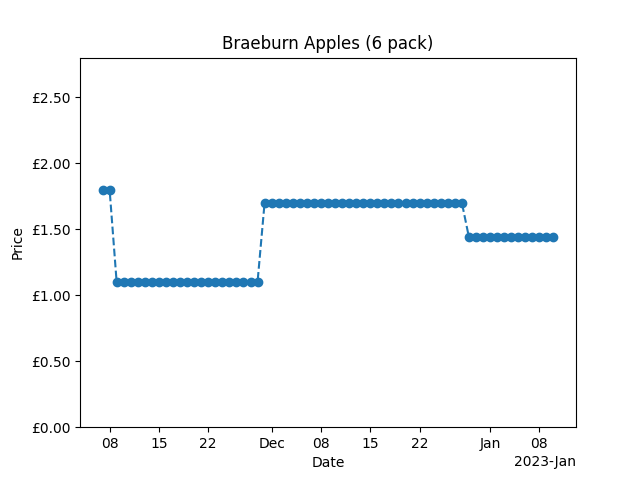 Braeburn Apples (6 pack)
£2.50
£2.00
£1.50
£1.00
£0.50
£0.00
Price
08 15 22 Dec 08 15 22 Jan 08
Date
2023-Jan